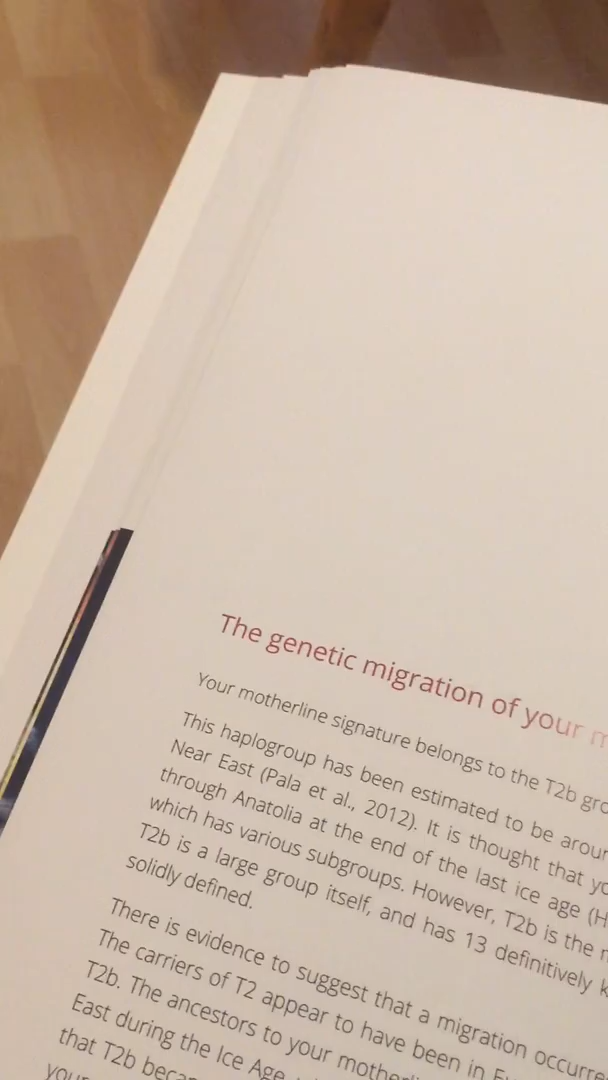 The genetic migration of your m
Your motherline signature belongs to the T2b gro
This haplogroup has been estimated to be aroun
Near East (Pala et al., 2012). It is thought that yo
through Anatolia at the end of the last ice age (H
which has various subgroups. However, T2b is the m
T2b is a large group itself, and has 13 definitively k
solidly defined.
There is evidence to suggest that a migration occurre
The carriers of T2 appear to have been in Eu
T2b. The ancestors to your motherli
East during the Ice Age
that T2b beca
your